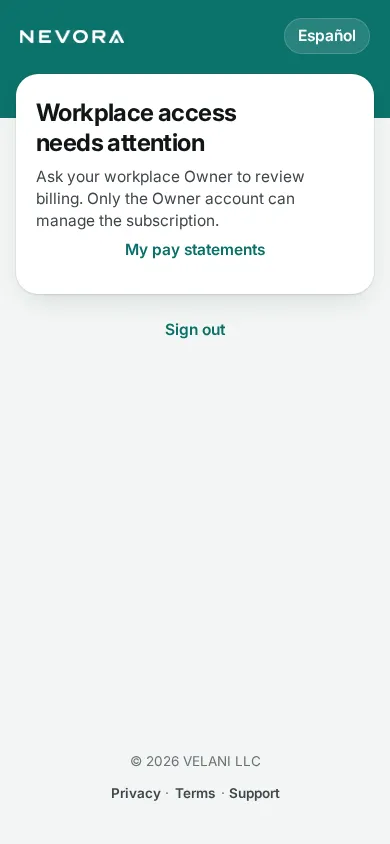 NEVORA
Español
Workplace access
needs attention
Ask your workplace Owner to review
billing. Only the Owner account can
manage the subscription.
My pay statements
Sign out
© 2026 VELANI LLC
Privacy · Terms · Support